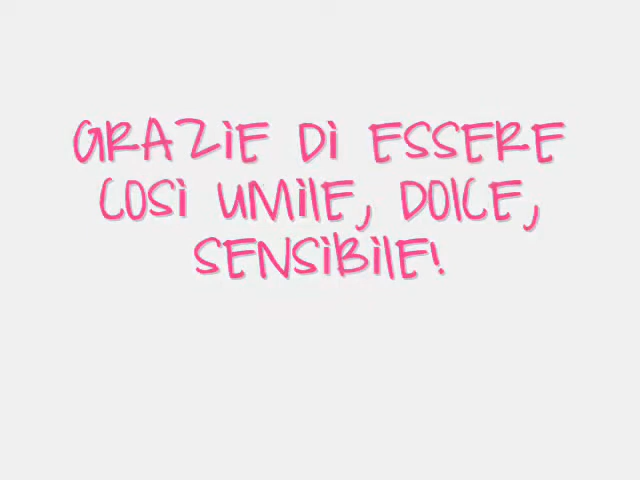 GRAZIE DI ESSERE
COSì UMILE, DOLCE,
SENSIBILE!